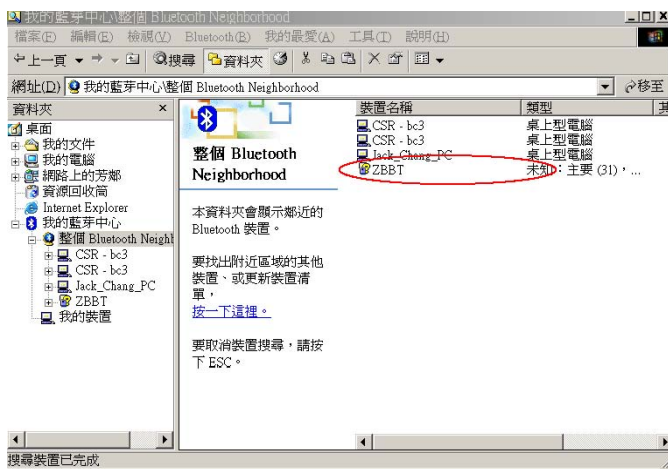 我的藍芽中心\整個 Bluetooth Neighborhood
檔案(F) 編輯(E) 檢視(V) Bluetooth(B) 我的最愛(A) 工具(T) 說明(H)
上一頁 搜尋 資料夾
網址(D) 我的藍芽中心\整個 Bluetooth Neighborhood 移至
資料夾 ×
桌面
我的文件
我的電腦
網路上的芳鄰
資源回收筒
Internet Explorer
我的藍芽中心
整個 Bluetooth Neighb
CSR - bc3
CSR - bc3
Jack_Chang_PC
ZBBT
我的裝置
整個 Bluetooth
Neighborhood
本資料夾會顯示鄰近的
Bluetooth 裝置。
要找出附近區域的其他
裝置、或更新裝置清
單，
按一下這裡。
要取消裝置搜尋，請按
下 ESC。
裝置名稱 類型 其
CSR - bc3 桌上型電腦
CSR - bc3 桌上型電腦
Jack_Chang_PC 桌上型電腦
ZBBT 未知：主要 (31)，...
搜尋裝置已完成